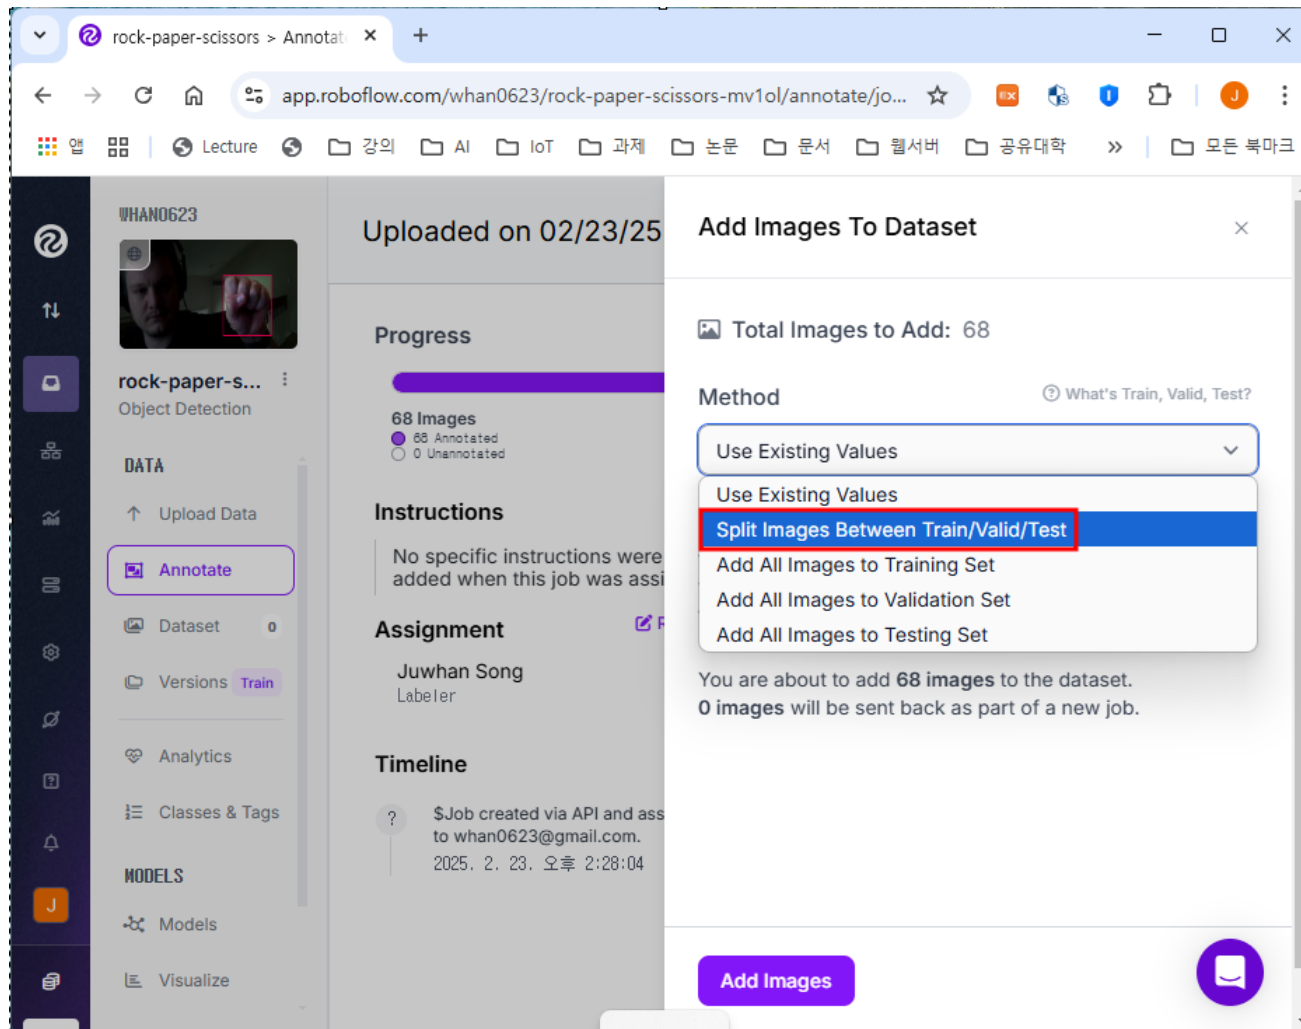 rock-paper-scissors > Annotat
app.roboflow.com/whan0623/rock-paper-scissors-mv1ol/annotate/jo...
J
앱
Lecture
강의
AI
IoT
과제
논문
문서
웹서버
공유대학
»
모든 북마크
WHAN0623
rock-paper-s...
Object Detection
DATA
Upload Data
Annotate
Dataset 0
Versions Train
Analytics
Classes & Tags
MODELS
Models
Visualize
J
Uploaded on 02/23/25
Progress
68 Images
68 Annotated
0 Unannotated
Instructions
No specific instructions were
added when this job was assi
Assignment
Juwhan Song
Labeler
Timeline
?
$Job created via API and ass
to whan0623@gmail.com.
2025. 2. 23. 오후 2:28:04
Add Images To Dataset
Total Images to Add: 68
Method
What's Train, Valid, Test?
Use Existing Values
Use Existing Values
Split Images Between Train/Valid/Test
Add All Images to Training Set
Add All Images to Validation Set
Add All Images to Testing Set
You are about to add 68 images to the dataset.
0 images will be sent back as part of a new job.
Add Images